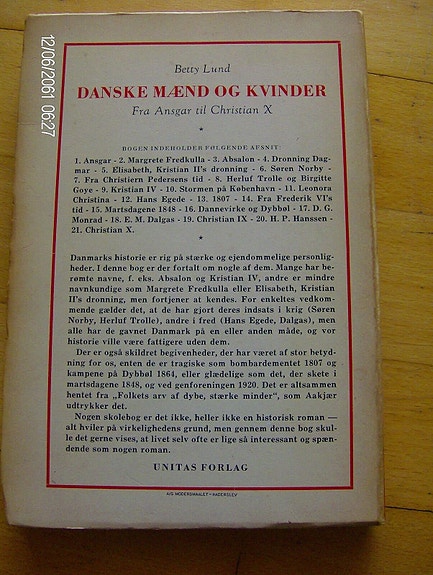 12/06/2061 06:27
Betty Lund
DANSKE MÆND OG KVINDER
Fra Ansgar til Christian X
*
BOGEN INDEHOLDER FØLGENDE AFSNIT:
1. Ansgar - 2. Margrete Fredkulla - 3. Absalon - 4. Dronning Dag-
mar - 5. Elisabeth, Kristian II's dronning - 6. Søren Norby -
7. Fra Christiern Pedersens tid - 8. Herluf Trolle og Birgitte
Goye - 9. Kristian IV - 10. Stormen på København - 11. Leonora
Christina - 12. Hans Egede - 13. 1807 - 14. Fra Frederik VI's
tid - 15. Martsdagene 1848 - 16. Dannevirke og Dybbøl - 17. D. G.
Monrad - 18. E. M. Dalgas - 19. Christian IX - 20. H. P. Hanssen -
21. Christian X.
*
Danmarks historie er rig på stærke og ejendommelige personlig-
heder. I denne bog er der fortalt om nogle af dem. Mange har be-
rømte navne, f. eks. Absalon og Kristian IV, andre er mindre
navnkundige som Margrete Fredkulla eller Elisabeth, Kristian
II's dronning, men fortjener at kendes. For enkeltes vedkom-
mende gælder det, at de har gjort deres indsats i krig (Søren
Norby, Herluf Trolle), andre i fred (Hans Egede, Dalgas), men
alle har de gavnet Danmark på en eller anden måde, og vor
historie ville være fattigere uden dem.
Der er også skildret begivenheder, der har været af stor betyd-
ning for os, enten de er tragiske som bombardementet 1807 og
kampene på Dybbøl 1864, eller glædelige som det, der skete i
martsdagene 1848, og ved genforeningen 1920. Det er altsammen
hentet fra „Folkets arv af dybe, stærke minder“, som Aakjær
udtrykker det.
Nogen skolebog er det ikke, heller ikke en historisk roman —
alt hviler på virkelighedens grund, men gennem denne bog skul-
le det gerne vises, at livet selv ofte er lige så interessant og spæn-
dende som nogen roman.
UNITAS FORLAG
A/S MODERSMAALET - HADERSLEV